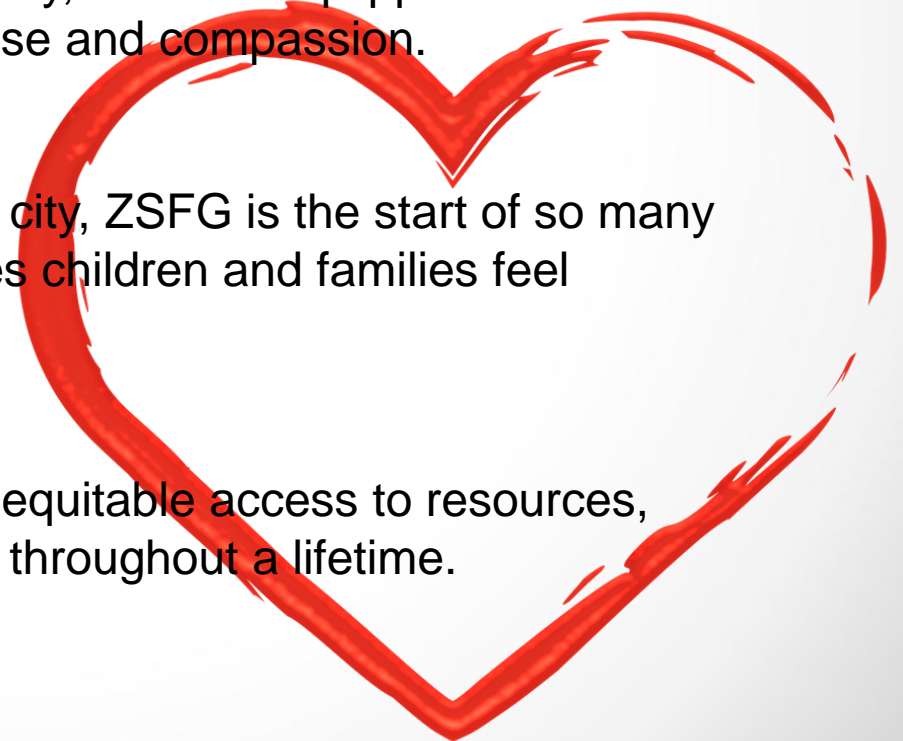 and compassion.
city, ZSFG is the start of so many
children and families feel
equitable access to resources,
throughout a lifetime.